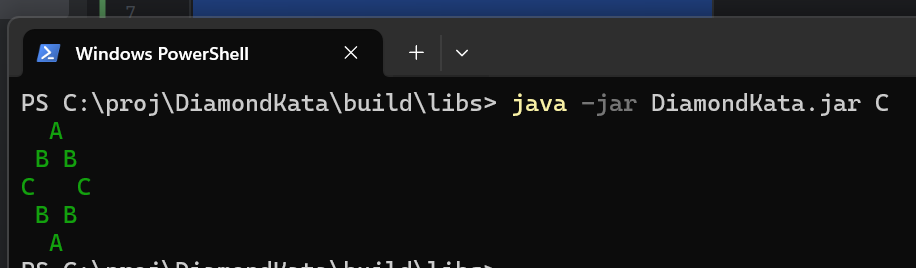 7
Windows PowerShell
PS C:\proj\DiamondKata\build\libs> java -jar DiamondKata.jar C
  A
 B B
C   C
 B B
  A
PS C:\proj\DiamondKata\build\libs>